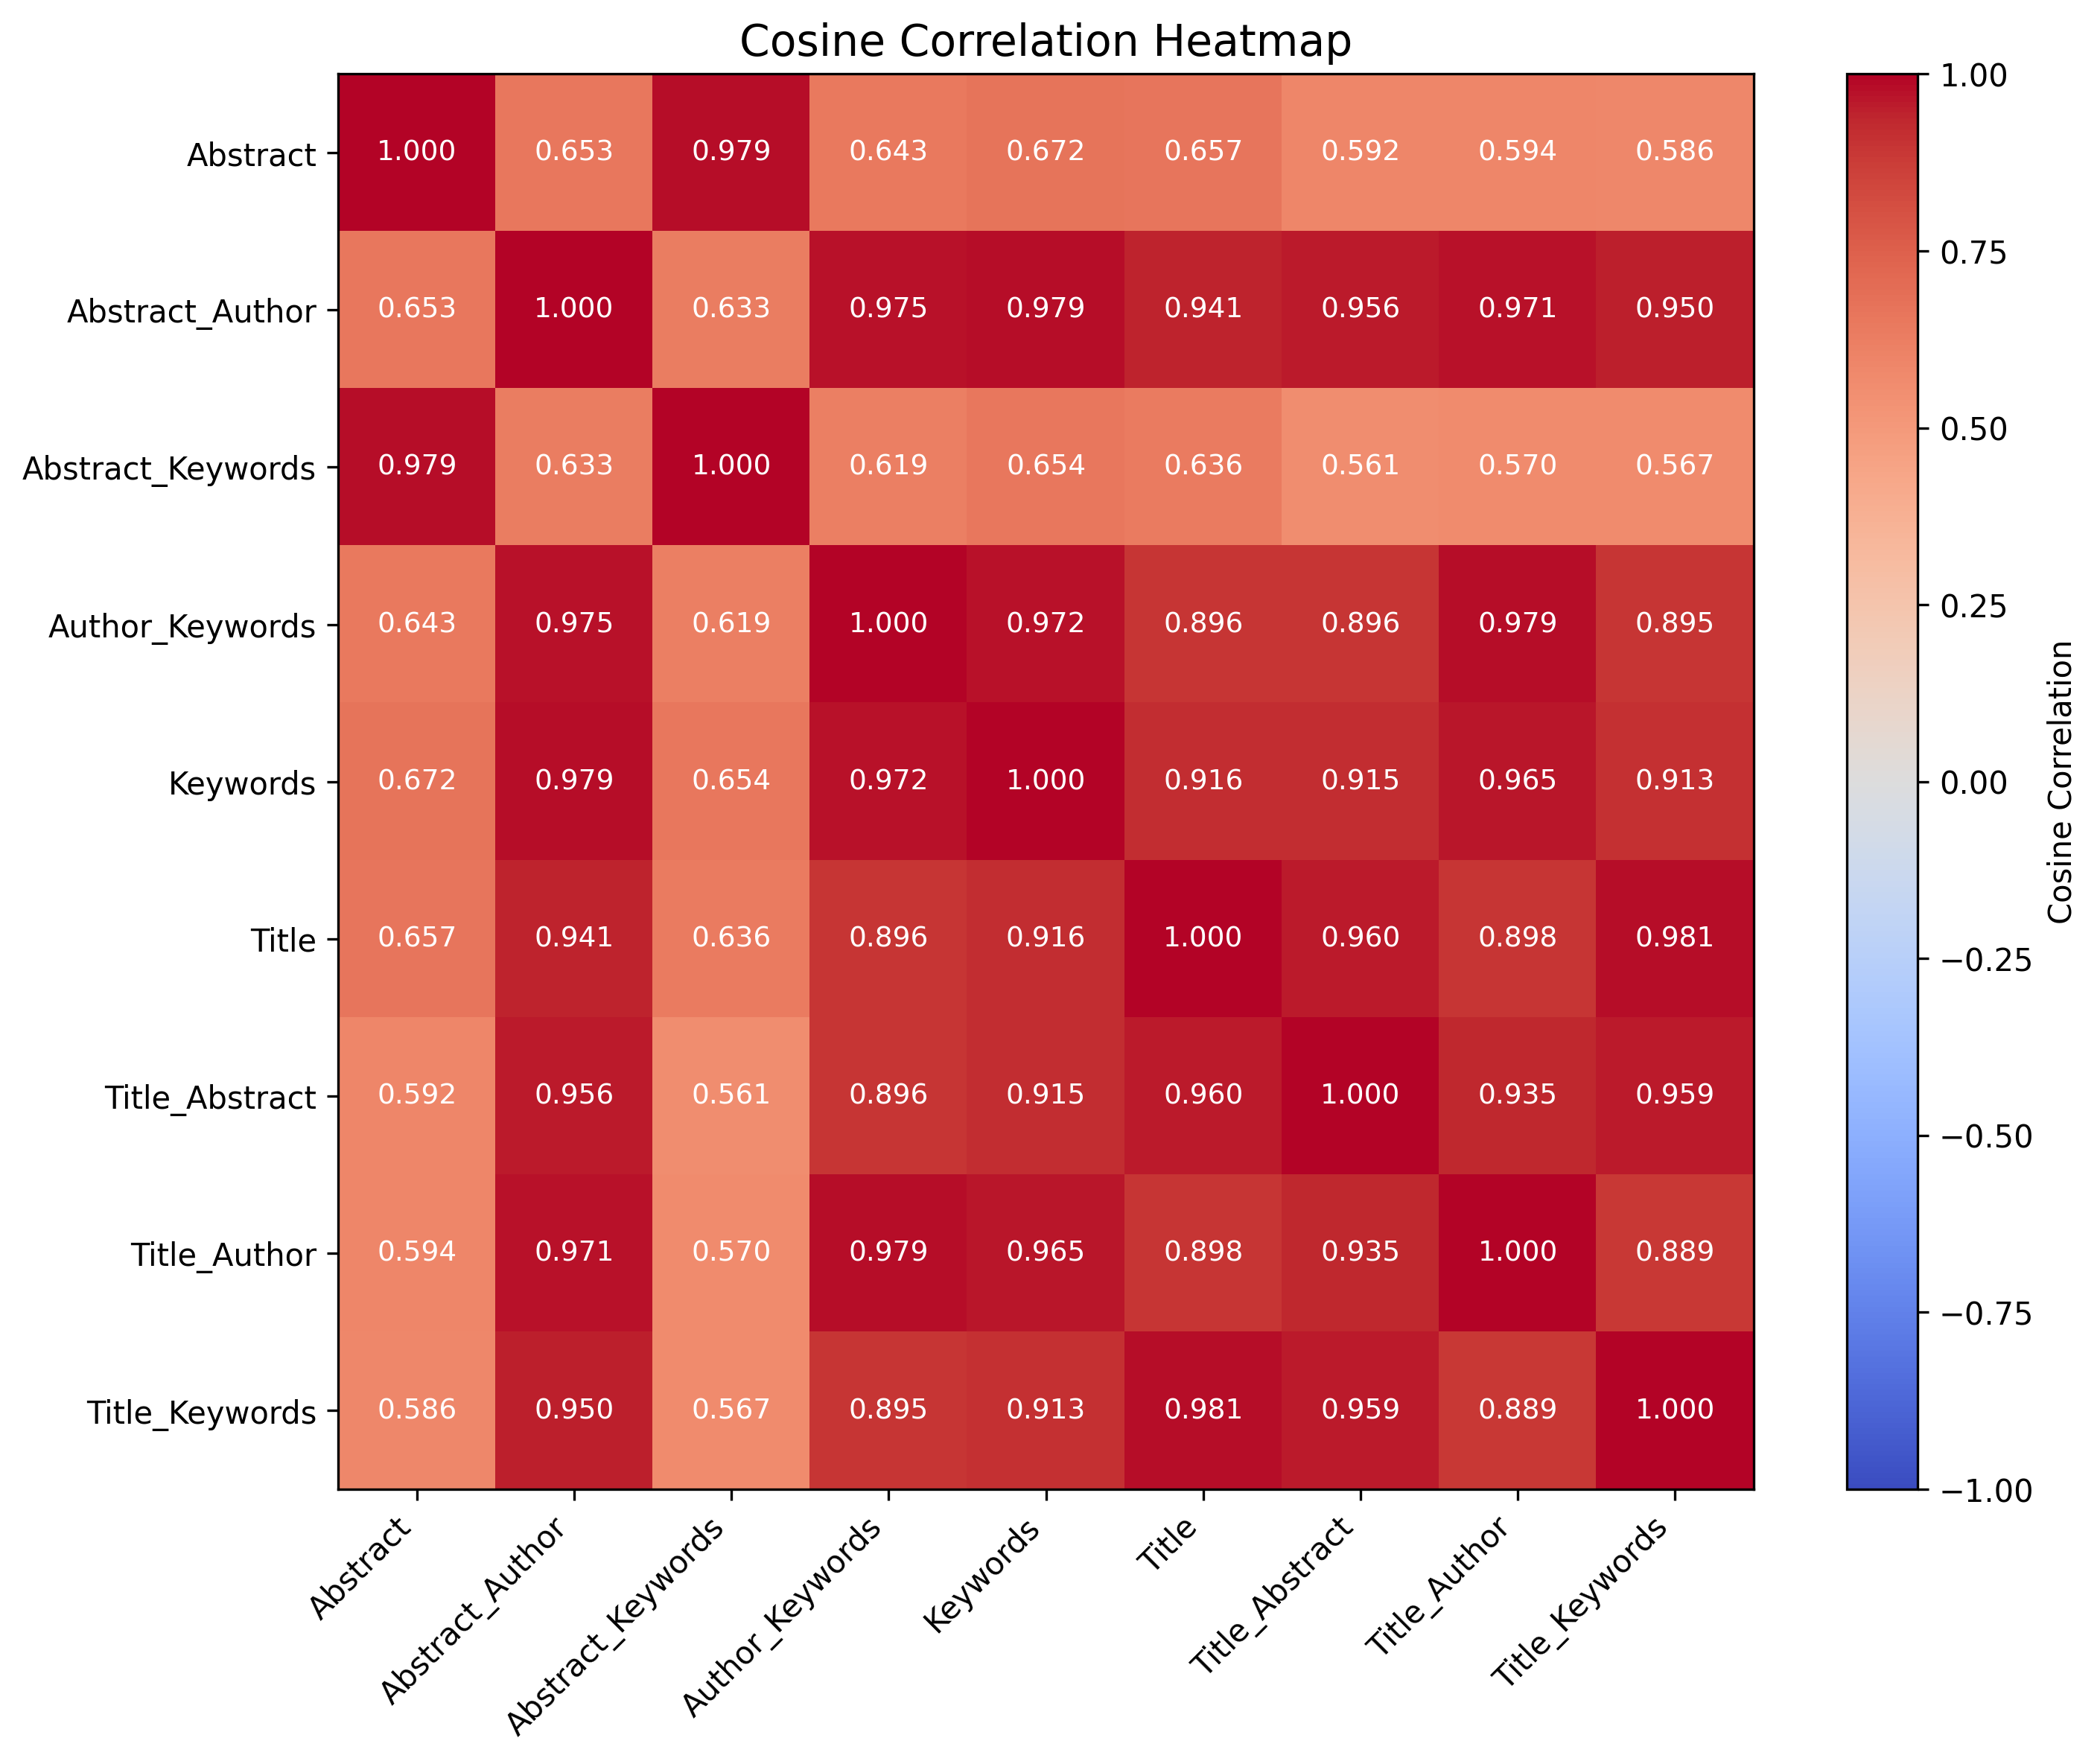 Cosine Correlation Heatmap
Abstract 1.000 0.653 0.979 0.643 0.672 0.657 0.592 0.594 0.586
Abstract_Author 0.653 1.000 0.633 0.975 0.979 0.941 0.956 0.971 0.950
Abstract_Keywords 0.979 0.633 1.000 0.619 0.654 0.636 0.561 0.570 0.567
Author_Keywords 0.643 0.975 0.619 1.000 0.972 0.896 0.896 0.979 0.895
Keywords 0.672 0.979 0.654 0.972 1.000 0.916 0.915 0.965 0.913
Title 0.657 0.941 0.636 0.896 0.916 1.000 0.960 0.898 0.981
Title_Abstract 0.592 0.956 0.561 0.896 0.915 0.960 1.000 0.935 0.959
Title_Author 0.594 0.971 0.570 0.979 0.965 0.898 0.935 1.000 0.889
Title_Keywords 0.586 0.950 0.567 0.895 0.913 0.981 0.959 0.889 1.000
Abstract
Abstract_Author
Abstract_Keywords
Author_Keywords
Keywords
Title
Title_Abstract
Title_Author
Title_Keywords
1.00
0.75
0.50
0.25
0.00
−0.25
−0.50
−0.75
−1.00
Cosine Correlation